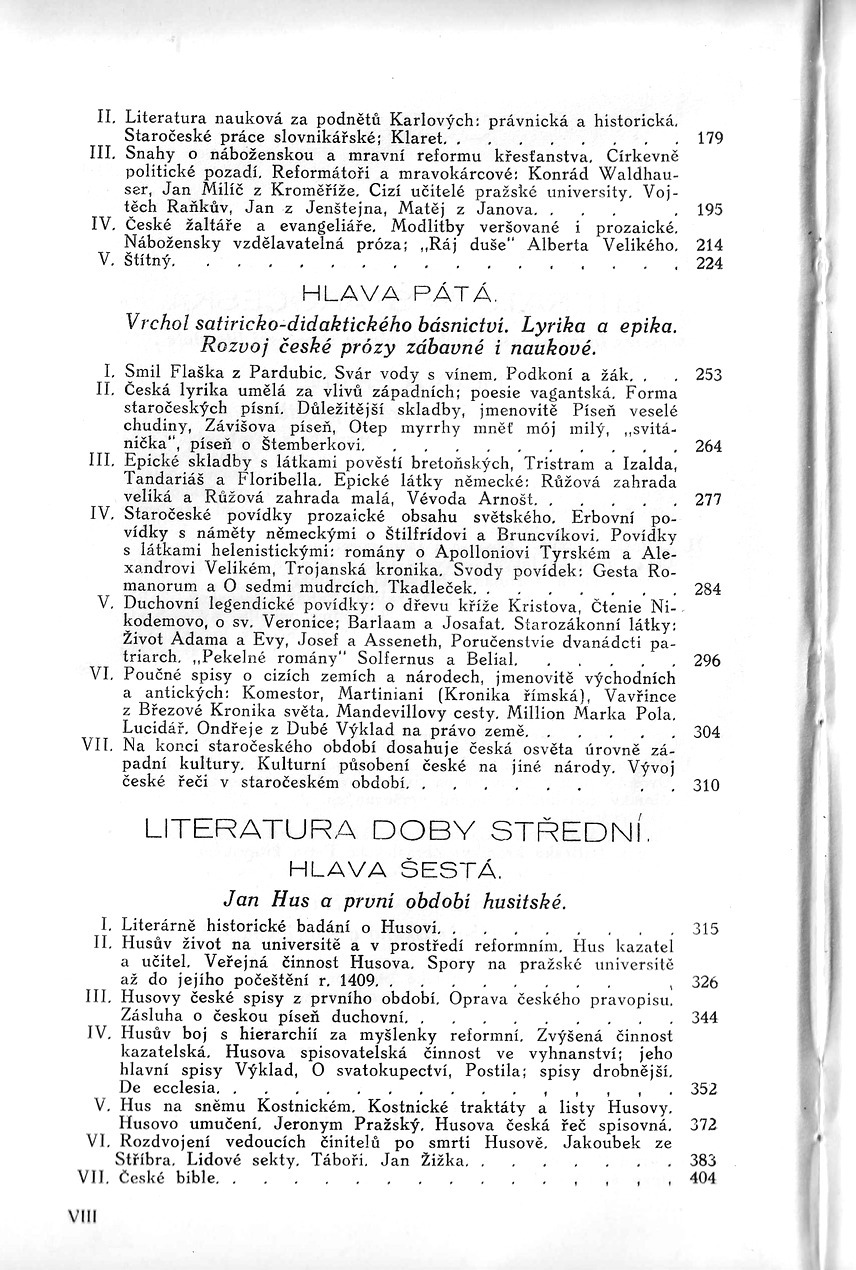 II. Literatura nauková za podnětů Karlových: právnická a historická.
Staročeské práce slovnikářské; Klaret. . . . . . . . . 179
III. Snahy o náboženskou a mravní reformu křesťanstva. Církevně
politické pozadí. Reformátoři a mravokárcové: Konrád Waldhau-
ser, Jan Milíč z Kroměříže. Cizí učitelé pražské university. Voj-
těch Raňkův, Jan z Jenštejna, Matěj z Janova. . . . . . 195
IV. České žaltáře a evangeliáře. Modlitby veršované i prozaické.
Nábožensky vzdělavatelná próza; „Ráj duše" Alberta Velikého. 214
V. Štítný. . . . . . . . . . . . . . . . . . 224
HLAVA PÁTÁ.
Vrchol satiricko-didaktického básnictví. Lyrika a epika.
Rozvoj české prózy zábavné i naukové.
I. Smil Flaška z Pardubic. Svár vody s vínem. Podkoní a žák. . . 253
II. Česká lyrika umělá za vlivů západních; poesie vagantská. Forma
staročeských písní. Důležitější skladby, jmenovitě Píseň veselé
chudiny, Závišova píseň, Otep myrrhy mněť mój milý, „svitá-
nička", píseň o Štemberkovi. . . . . . . . . . . 264
III. Epické skladby s látkami pověstí bretoňských, Tristram a Izalda,
Tandariáš a Floribella. Epické látky německé: Růžová zahrada
veliká a Růžová zahrada malá, Vévoda Arnošt. . . . . . 277
IV. Staročeské povídky prozaické obsahu světského. Erbovní po-
vídky s náměty německými o Štilfrídovi a Bruncvíkovi. Povídky
s látkami helenistickými: romány o Apolloniovi Tyrském a Ale-
xandrovi Velikém, Trojanská kronika. Svody povídek: Gesta Ro-
manorum a O sedmi mudrcích. Tkadleček. . . . . . . . 284
V. Duchovní legendické povídky: o dřevu kříže Kristova, Čtenie Ni-
kodemovo, o sv. Veronice; Barlaam a Josafat. Starozákonní látky:
Život Adama a Evy, Josef a Asseneth, Poručenstvie dvanádcti pa-
triarch. „Pekelné romány" Solfernus a Belial. . . . . . 296
VI. Poučné spisy o cizích zemích a národech, jmenovitě východních
a antických: Komestor, Martiniani (Kronika římská), Vavřince
z Březové Kronika světa. Mandevillovy cesty. Million Marka Pola.
Lucidář. Ondřeje z Dubé Výklad na právo země. . . . . . 304
VII. Na konci staročeského období dosahuje česká osvěta úrovně zá-
padní kultury. Kulturní působení české na jiné národy. Vývoj
české řeči v staročeském období. . . . . . . . . 310
LITERATURA DOBY STŘEDNÍ.
HLAVA ŠESTÁ.
Jan Hus a první období husitské.
I. Literárně historické badání o Husovi. . . . . . . . . 315
II. Husův život na universitě a v prostředí reformním. Hus kazatel
a učitel. Veřejná činnost Husova. Spory na pražské universitě
až do jejího počeštění r. 1409. . . . . . . . . . 326
III. Husovy české spisy z prvního období. Oprava českého pravopisu.
Zásluha o českou píseň duchovní. . . . . . . . . . 344
IV. Husův boj s hierarchií za myšlenky reformní. Zvýšená činnost
kazatelská. Husova spisovatelská činnost ve vyhnanství; jeho
hlavní spisy Výklad, O svatokupectví, Postila; spisy drobnější.
De ecclesia. . . . . . . . . . . . . . . . 352
V. Hus na sněmu Kostnickém. Kostnické traktáty a listy Husovy.
Husovo umučení. Jeronym Pražský. Husova česká řeč spisovná. 372
VI. Rozdvojení vedoucích činitelů po smrti Husově. Jakoubek ze
Stříbra. Lidové sekty. Táboři. Jan Žižka. . . . . . . . 383
VII. České bible. . . . . . . . . . . . . . . . 404
VIII